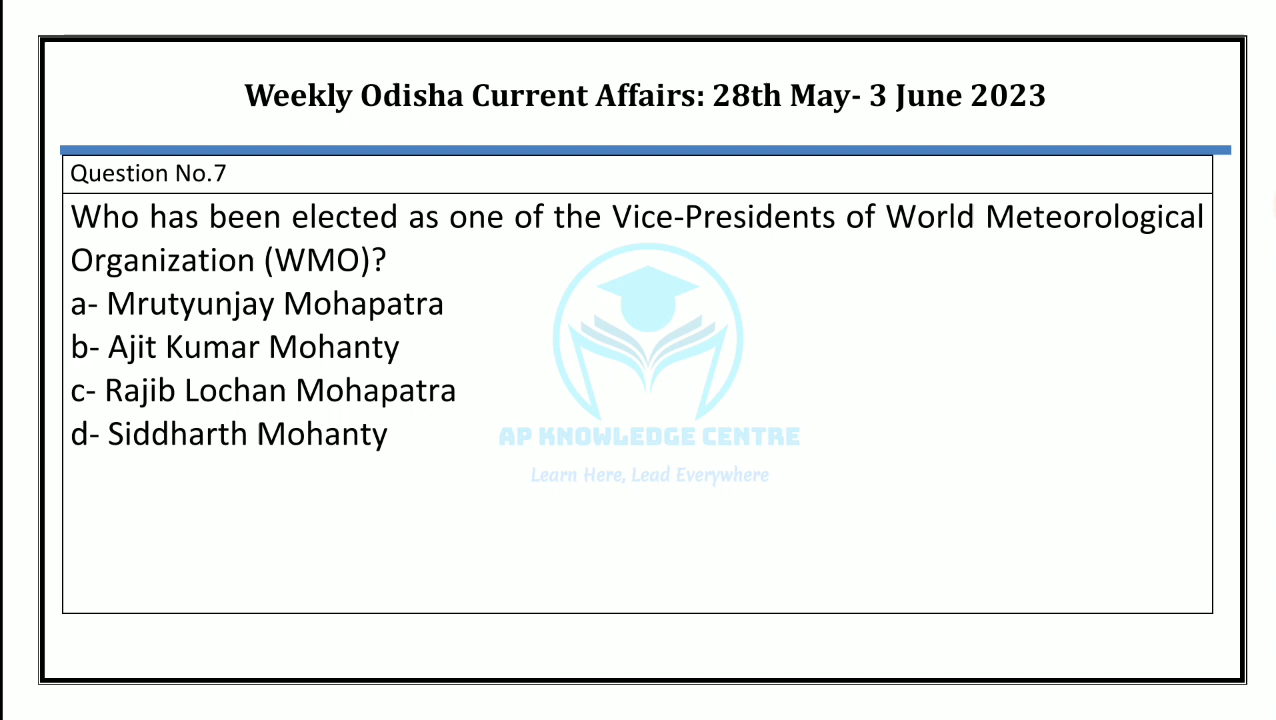 Weekly Odisha Current Affairs: 28th May- 3 June 2023
Question No.7
Who has been elected as one of the Vice-Presidents of World Meteorological
Organization (WMO)?
a- Mrutyunjay Mohapatra
b- Ajit Kumar Mohanty
c- Rajib Lochan Mohapatra
d- Siddharth Mohanty
AP KNOWLEDGE CENTRE
Learn Here, Lead Everywhere